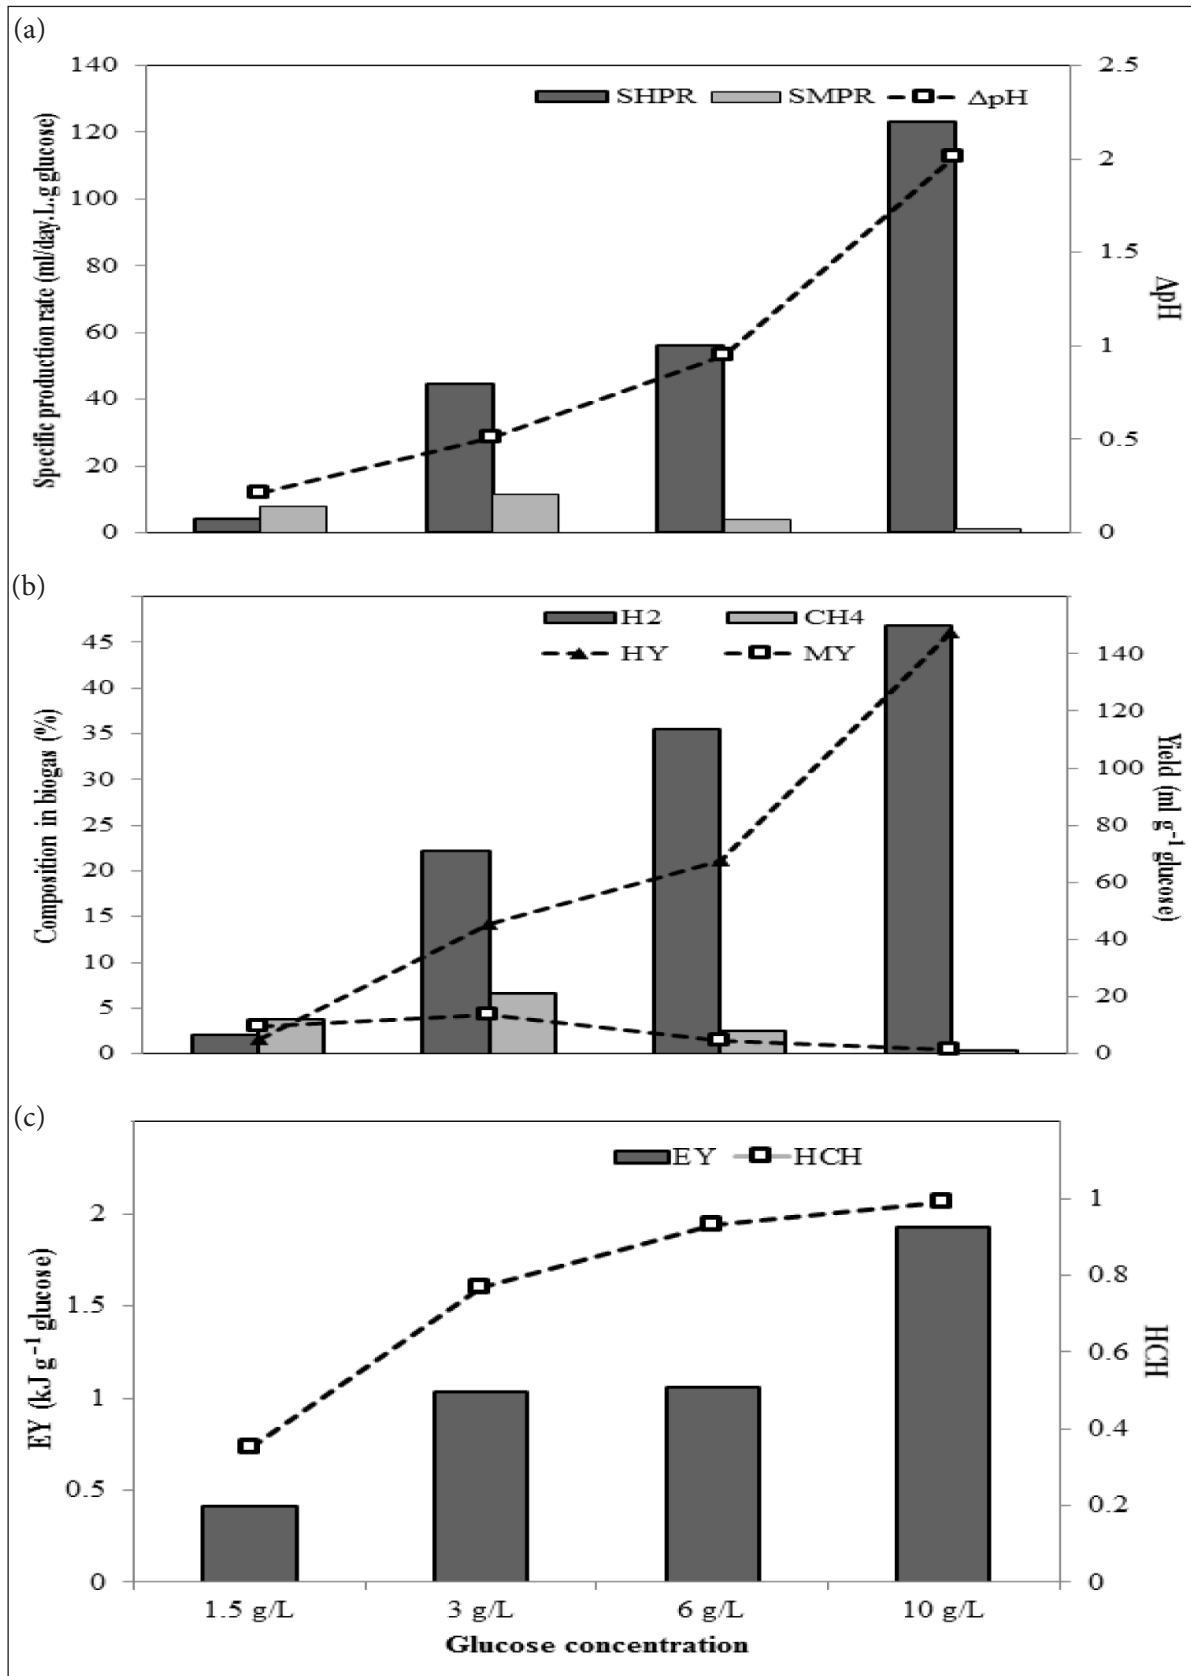 (a)
SHPR SMPR ΔpH
Specific production rate (ml/day.L.g glucose)
140
120
100
80
60
40
20
0
2.5
2
1.5
1
0.5
0
ΔpH
(b)
H2 CH4
HY MY
Composition in biogas (%)
45
40
35
30
25
20
15
10
5
0
140
120
100
80
60
40
20
0
Yield (ml g⁻¹ glucose)
(c)
EY HCH
EY (kJ g⁻¹ glucose)
2
1.5
1
0.5
0
1
0.8
0.6
0.4
0.2
0
HCH
1.5 g/L 3 g/L 6 g/L 10 g/L
Glucose concentration